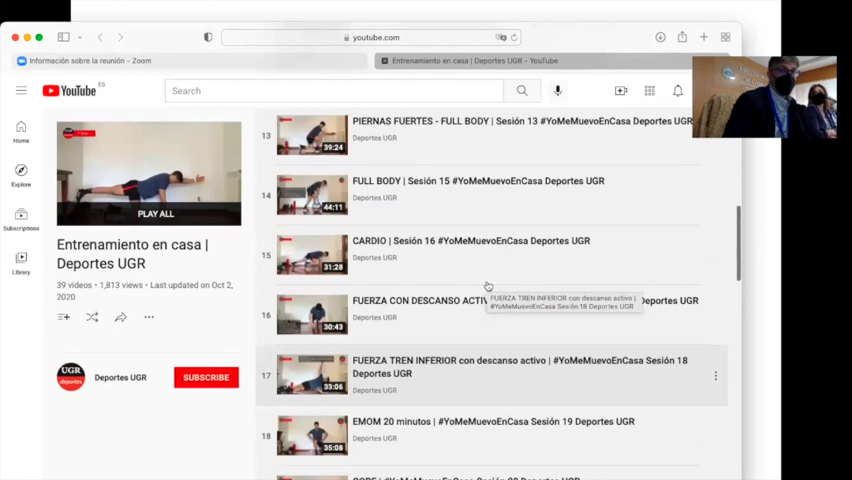 youtube.com
Información sobre la reunión - Zoom
Entrenamiento en casa | Deportes UGR - YouTube
YouTube ES
Search
Home
Explore
Subscriptions
Library
PLAY ALL
Entrenamiento en casa |
Deportes UGR
39 videos • 1,813 views • Last updated on Oct 2,
2020
UGR
deportes
Deportes UGR
SUBSCRIBE
13
39:24
PIERNAS FUERTES - FULL BODY | Sesión 13 #YoMeMuevoEnCasa Deportes UGR
Deportes UGR
14
44:11
FULL BODY | Sesión 15 #YoMeMuevoEnCasa Deportes UGR
Deportes UGR
15
31:28
CARDIO | Sesión 16 #YoMeMuevoEnCasa Deportes UGR
Deportes UGR
16
30:43
FUERZA CON DESCANSO ACTIV
Deportes UGR
Deportes UGR
FUERZA TREN INFERIOR con descanso activo |
#YoMeMuevoEnCasa Sesión 18 Deportes UGR
17
33:06
FUERZA TREN INFERIOR con descanso activo | #YoMeMuevoEnCasa Sesión 18
Deportes UGR
Deportes UGR
18
35:08
EMOM 20 minutos | #YoMeMuevoEnCasa Sesión 19 Deportes UGR
Deportes UGR